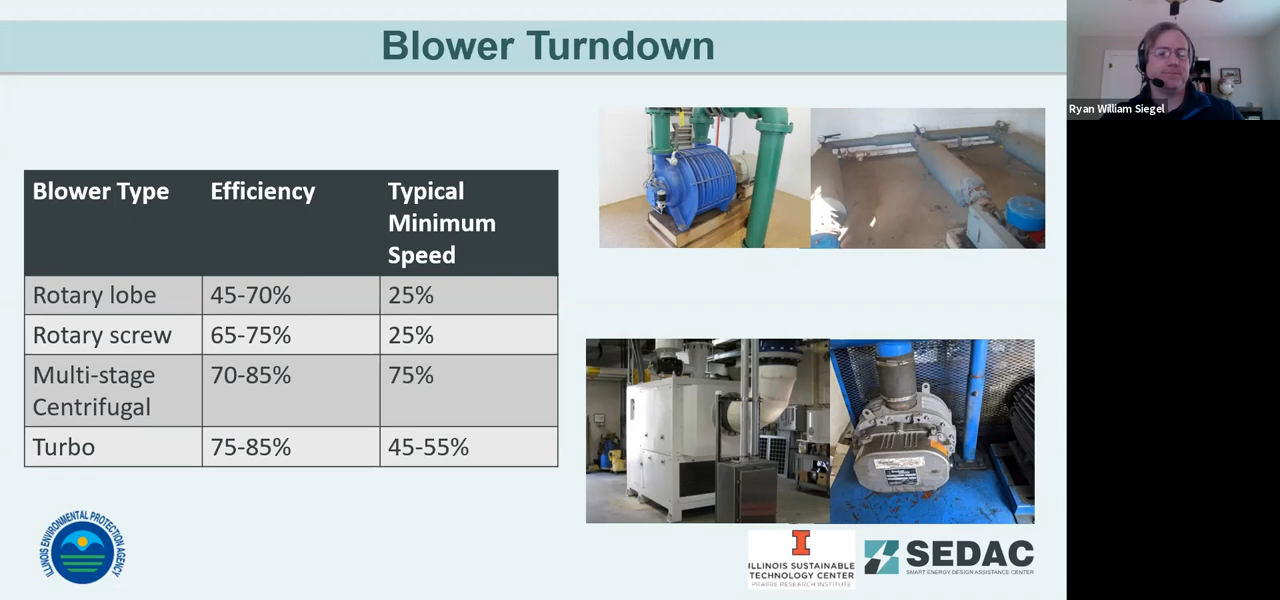 Blower Turndown
Ryan William Siegel
Blower Type Efficiency Typical
Minimum
Speed
Rotary lobe 45-70% 25%
Rotary screw 65-75% 25%
Multi-stage 70-85% 75%
Centrifugal
Turbo 75-85% 45-55%
ILLINOIS ENVIRONMENTAL PROTECTION AGENCY
ILLINOIS SUSTAINABLE
TECHNOLOGY CENTER
PRAIRIE RESEARCH INSTITUTE
SEDAC
SMART ENERGY DESIGN ASSISTANCE CENTER